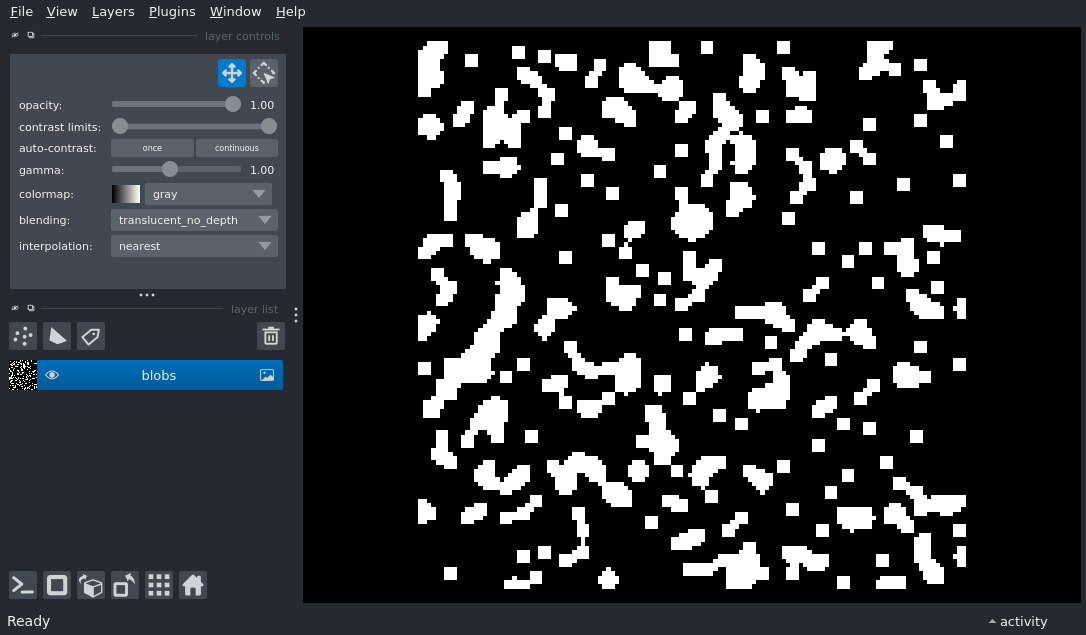 File View Layers Plugins Window Help
layer controls
opacity: 1.00
contrast limits:
auto-contrast: once continuous
gamma: 1.00
colormap: gray
blending: translucent_no_depth
interpolation: nearest
layer list
blobs
Ready activity